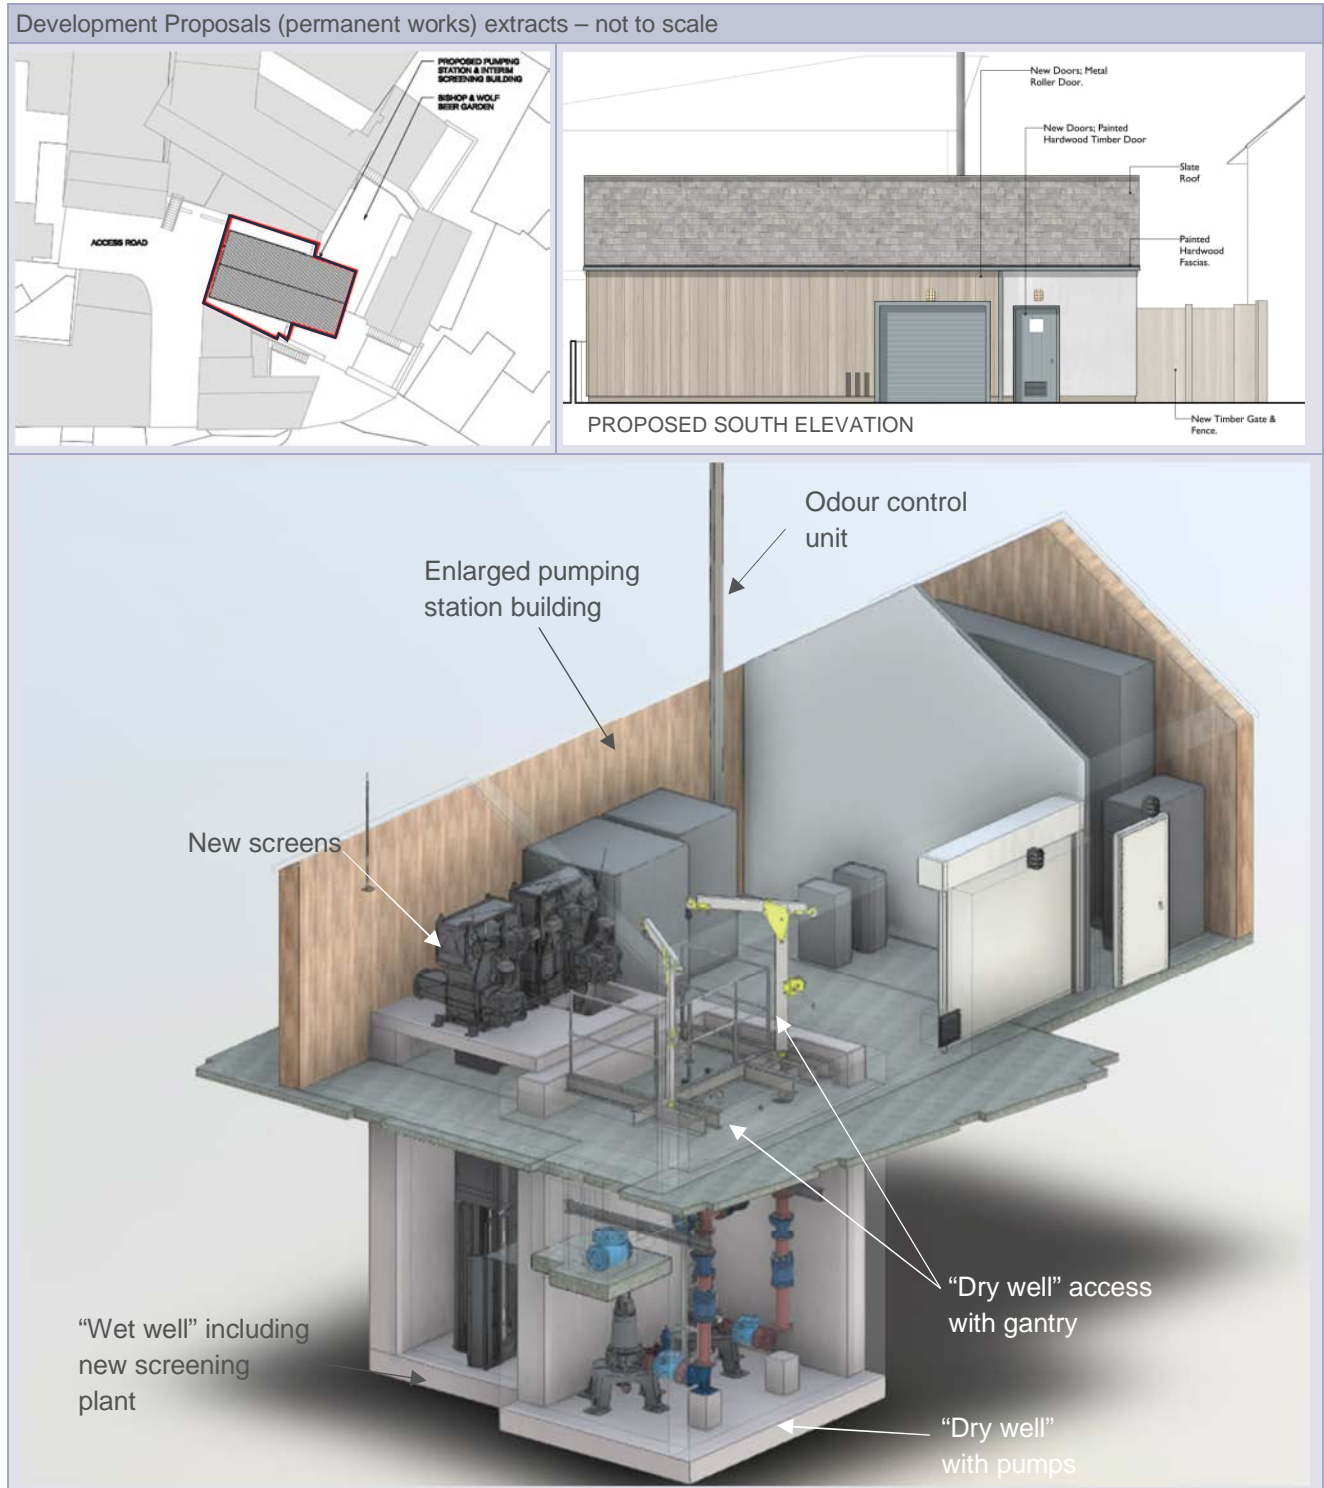 Development Proposals (permanent works) extracts – not to scale
PROPOSED PUMPING
STATION & INTERIM
SCREENING BUILDING
BISHOP & WOLF
BEER GARDEN
ACCESS ROAD
New Doors; Metal
Roller Door.
New Doors; Painted
Hardwood Timber Door
Slate
Roof
Painted
Hardwood
Fascias.
PROPOSED SOUTH ELEVATION
New Timber Gate &
Fence.
Odour control
unit
Enlarged pumping
station building
New screens
“Dry well” access
with gantry
“Wet well” including
new screening
plant
“Dry well”
with pumps